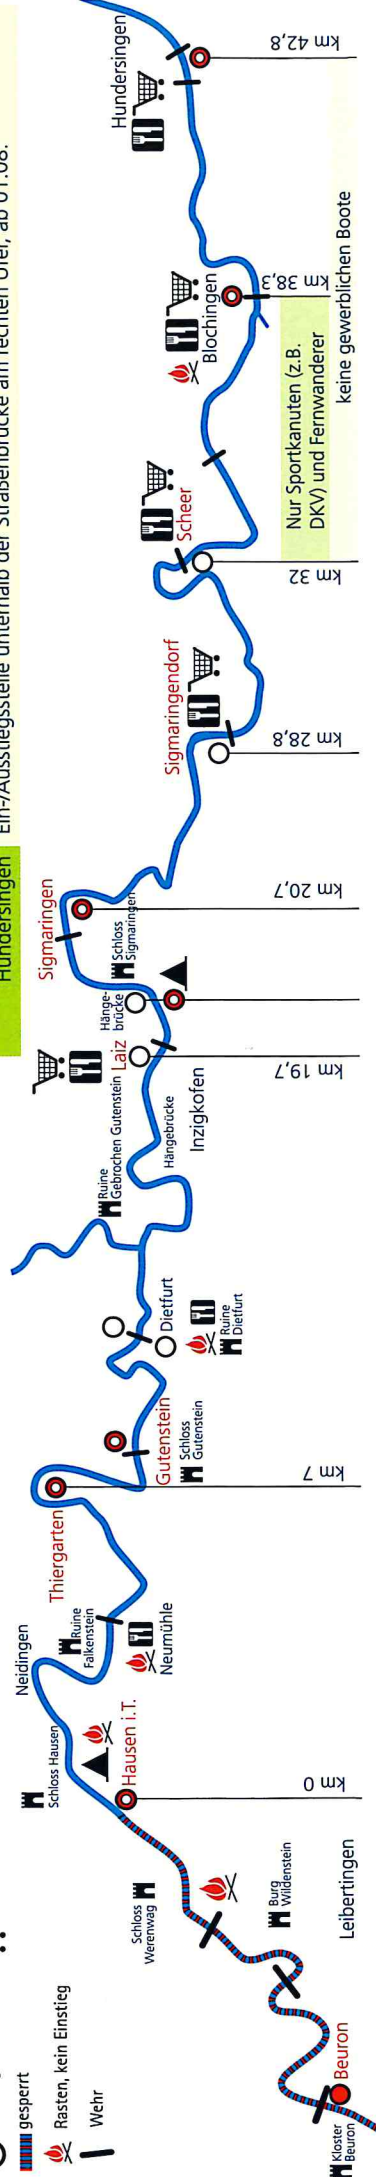 Hundersingen Ein-/Ausstiegsstelle unterhalb der Straßenbrücke am rechten Ufer, ab 01.08.
gesperrt
Rasten, kein Einstieg
Wehr
Kloster
Beuron
Beuron
Leibertingen
Burg
Wildenstein
Schloss
Werenwag
Hausen i.T.
km 0
Schloss Hausen
Neidingen
Ruine
Falkenstein
Neumühle
Thiergarten
km 7
Gutenstein
Schloss
Gutenstein
Dietfurt
Ruine
Dietfurt
Ruine
Gebrochen Gutenstein
Hängebrücke
Inzigkofen
Laiz
km 19,7
Hänge-
brücke
Schloss
Sigmaringen
Sigmaringen
km 20,7
Sigmaringendorf
km 28,8
Scheer
km 32
Nur Sportkanuten (z.B.
DKV) und Fernwanderer
keine gewerblichen Boote
Blochingen
km 38,3
Hundersingen
km 42,8